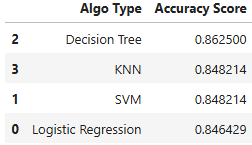 Algo Type Accuracy Score
2 Decision Tree 0.862500
3 KNN 0.848214
1 SVM 0.848214
0 Logistic Regression 0.846429